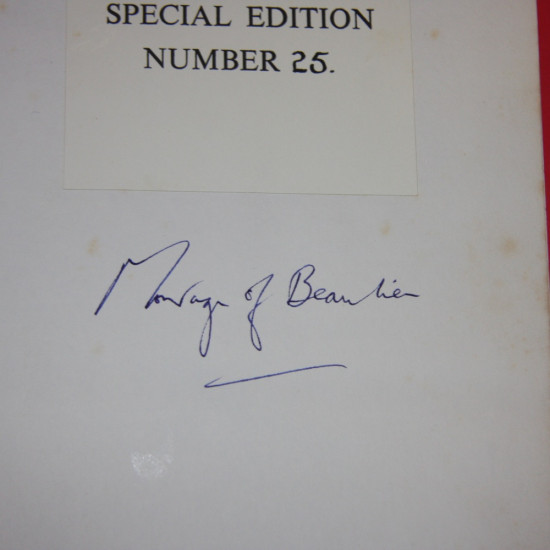 SPECIAL EDITION
NUMBER 25.
Montagu of Beaulieu